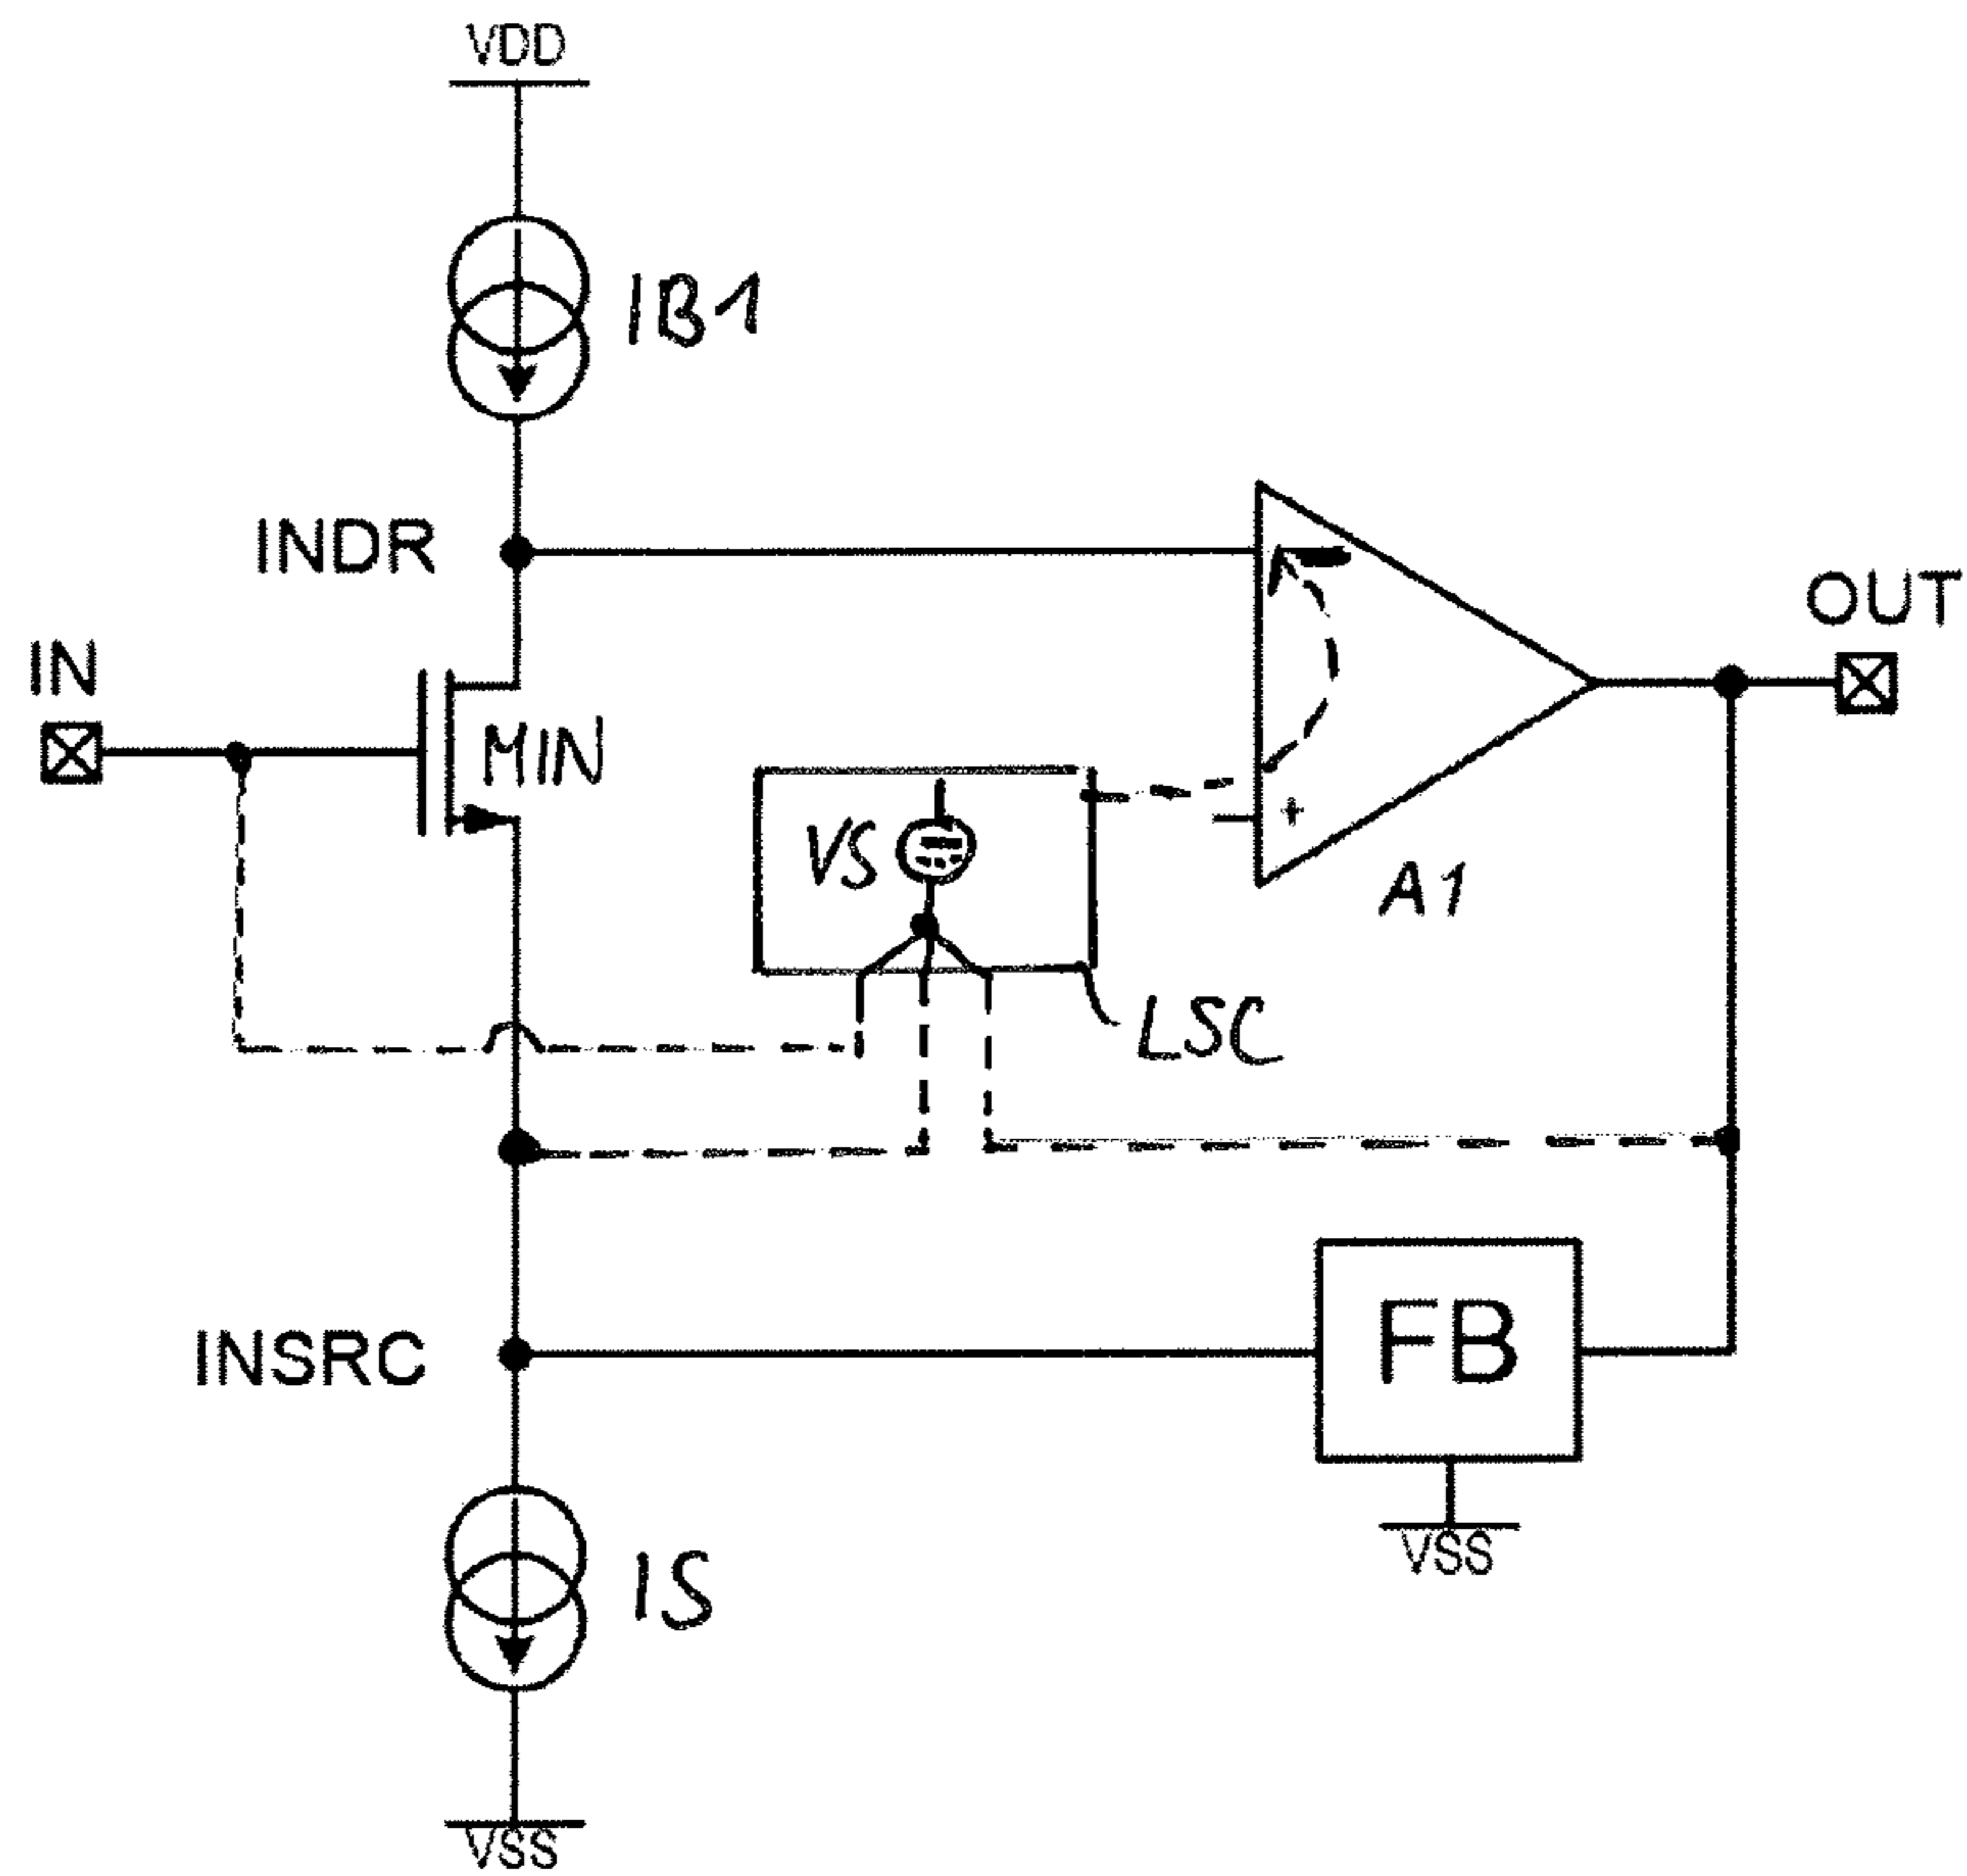 VDD
IB1
INDR
OUT
IN
MIN
VS
+
A1
LSC
INSRC
FB
VSS
IS
VSS